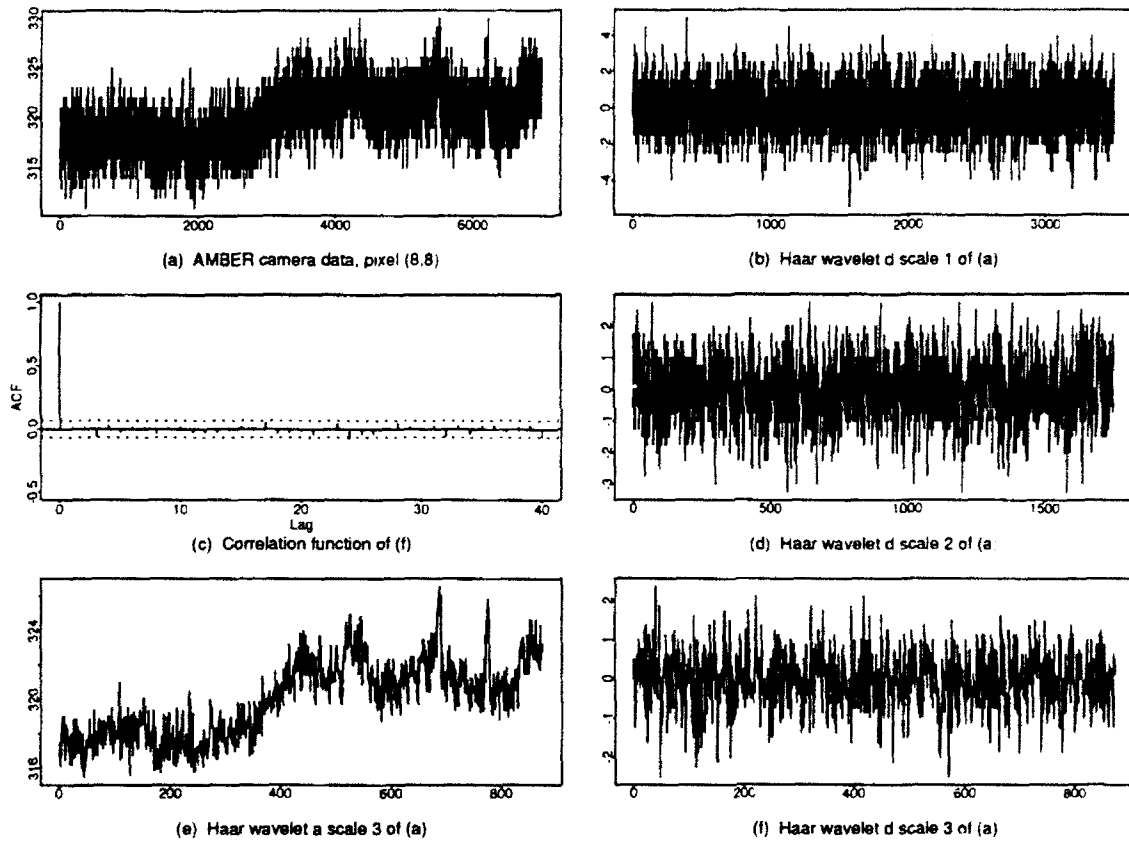 330
325
320
315
0 2000 4000 6000
(a) AMBER camera data, pixel (8,8)
4
2
0
-2
-4
0 1000 2000 3000
(b) Haar wavelet d scale 1 of (a)
1.0
0.5
0.0
-0.5
ACF
0 10 20 30 40
Lag
(c) Correlation function of (f)
2
1
0
-1
-2
-3
0 500 1000 1500
(d) Haar wavelet d scale 2 of (a)
324
320
316
0 200 400 600 800
(e) Haar wavelet a scale 3 of (a)
2
1
0
-1
-2
0 200 400 600 800
(f) Haar wavelet d scale 3 of (a)